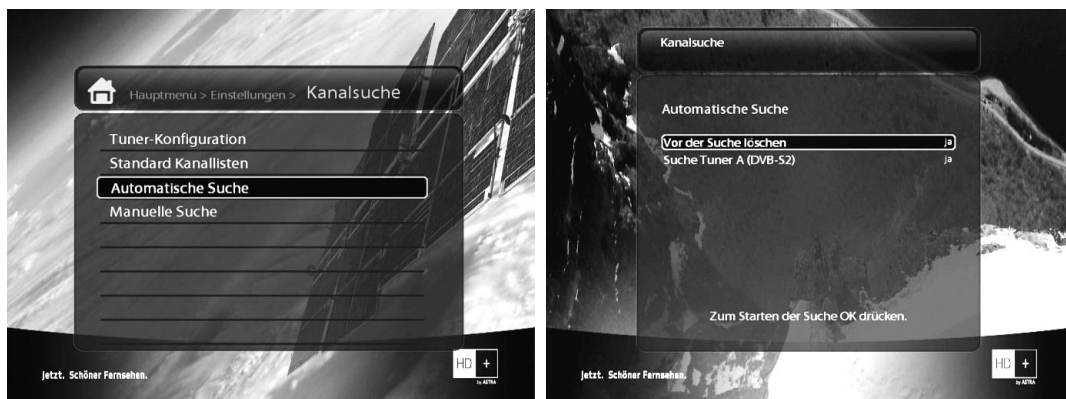 Hauptmenü > Einstellungen > Kanalsuche
Tuner-Konfiguration
Standard Kanallisten
Automatische Suche
Manuelle Suche
Jetzt. Schöner Fernsehen.
HD +
by ASTRA
Kanalsuche
Automatische Suche
Vor der Suche löschen ja
Suche Tuner A (DVB-S2) ja
Zum Starten der Suche OK drücken.
Jetzt. Schöner Fernsehen.
HD +
by ASTRA